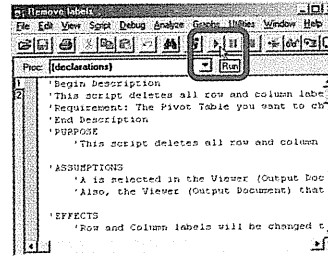 Remove labels
File Edit View Script Debug Analyze Graphs Utilities Window Help
Proc: (declarations)
Run
1
2
'Begin Description
'This script deletes all row and column labe
'Requirement: The Pivot Table you want to ch
'End Description
'PURPOSE
'This script deletes all row and column
'ASSUMPTIONS
'A is selected in the Viewer (Output Doc
'Also, the Viewer (Output Document) that
'EFFECTS
'Row and Column labels will be changed t